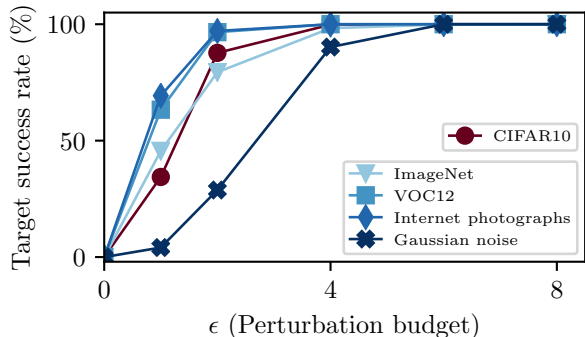 Target success rate (%)
100
50
0
0
4
8
ϵ (Perturbation budget)
CIFAR10
ImageNet
VOC12
Internet photographs
Gaussian noise